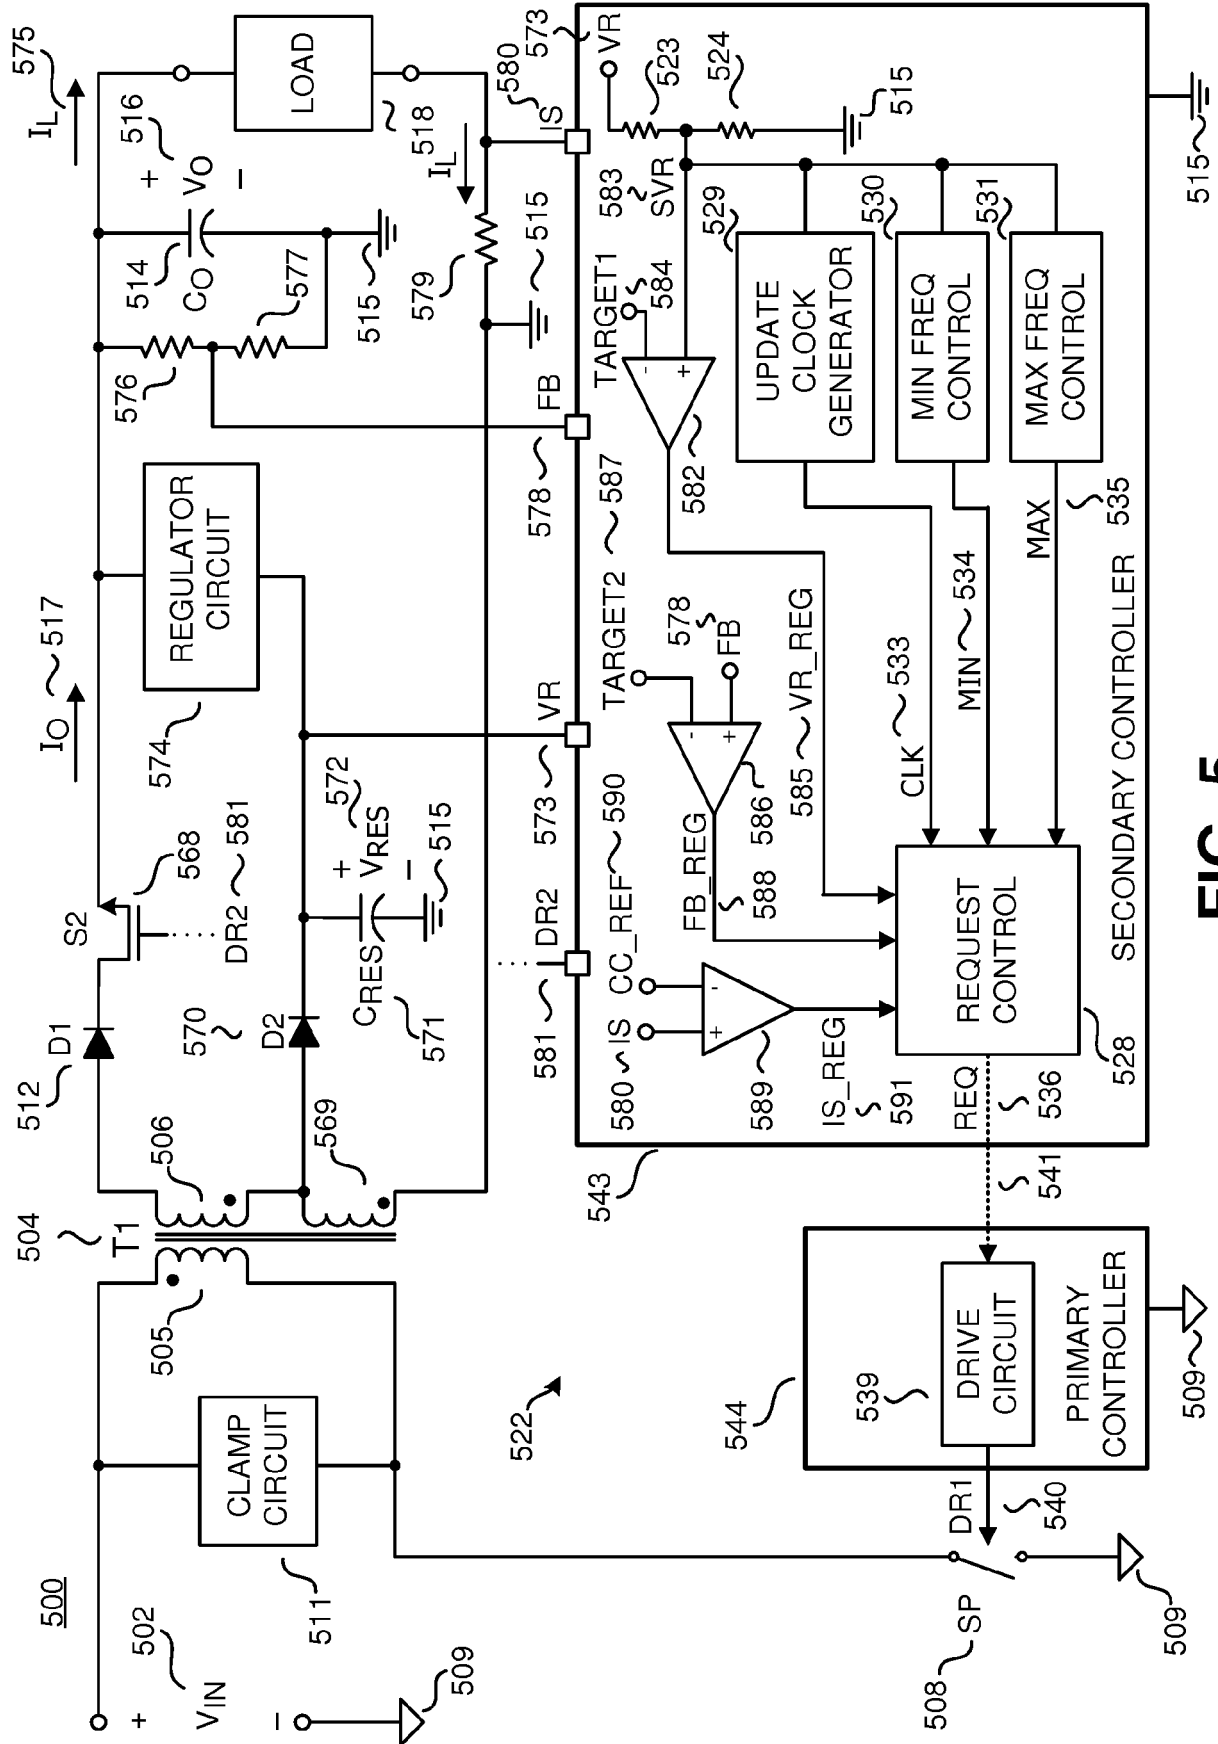 500
502
+
VIN
−
509
CLAMP
CIRCUIT
511
504
T1
505
506
569
512
D1
S2
568
DR2
581
570
D2
CRES
571
+
VRES
−
572
515
IO
517
574
REGULATOR
CIRCUIT
VR
573
DR2
581
576
577
514
CO
+
VO
−
516
515
FB
578
IL
575
LOAD
518
IL
579
515
580
IS
522
508
SP
509
DR1
540
544
539
DRIVE
CIRCUIT
PRIMARY
CONTROLLER
509
541
543
REQ
536
528
REQUEST
CONTROL
580
IS
CC_REF
590
+
-
589
IS_REG
591
TARGET2
587
578
FB
-
+
586
FB_REG
588
TARGET1
584
-
+
582
585
VR_REG
583
SVR
573
VR
523
524
515
529
UPDATE
CLOCK
GENERATOR
530
MIN FREQ
CONTROL
531
MAX FREQ
CONTROL
CLK
533
MIN
534
MAX
535
SECONDARY CONTROLLER
515
FIG. 5